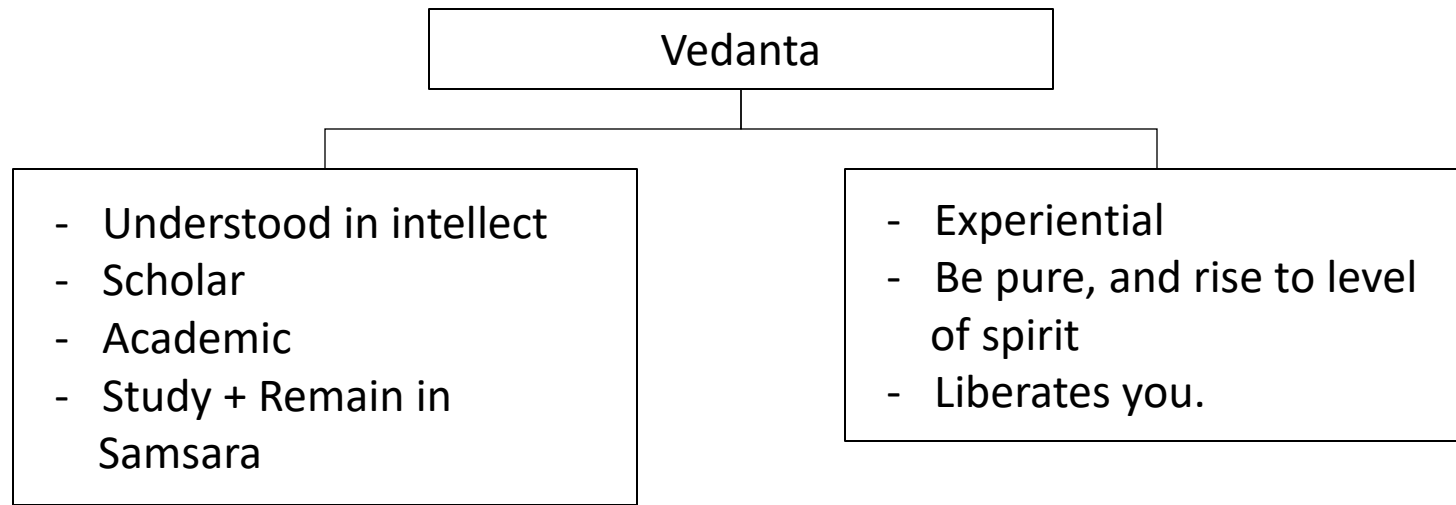 Vedanta
- Understood in intellect
- Scholar
- Academic
- Study + Remain in
Samsara
- Experiential
- Be pure, and rise to level
of spirit
- Liberates you.